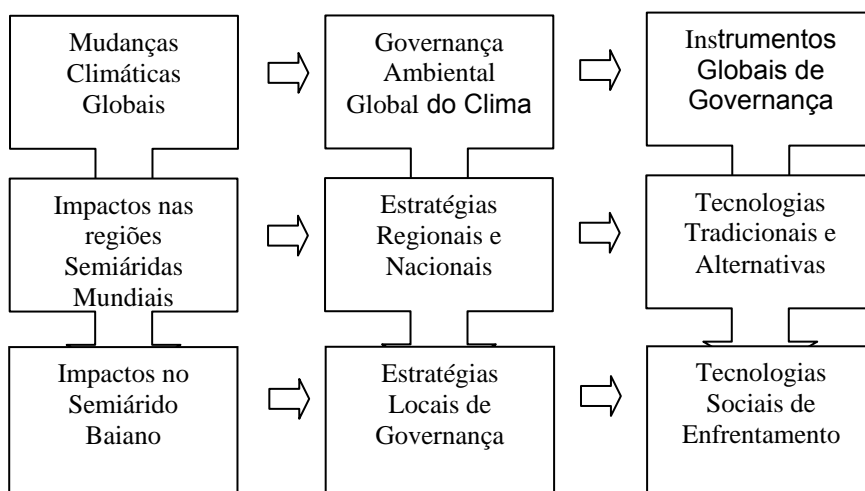 Mudanças
Climáticas
Globais
Governança
Ambiental
Global do Clima
Instrumentos
Globais de
Governança
Impactos nas
regiões
Semiáridas
Mundiais
Estratégias
Regionais e
Nacionais
Tecnologias
Tradicionais e
Alternativas
Impactos no
Semiárido
Baiano
Estratégias
Locais de
Governança
Tecnologias
Sociais de
Enfrentamento